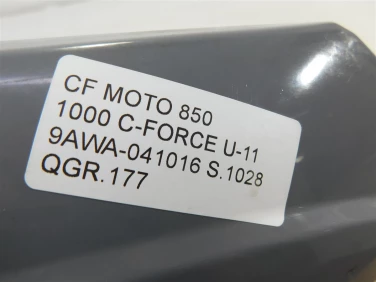 CF MOTO 850
1000 C-FORCE U-11
9AWA-041016 S.1028
QGR.177